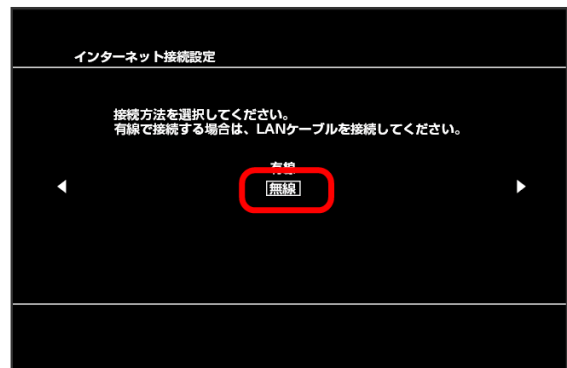 インターネット接続設定
接続方法を選択してください。
有線で接続する場合は、LANケーブルを接続してください。
有線
無線